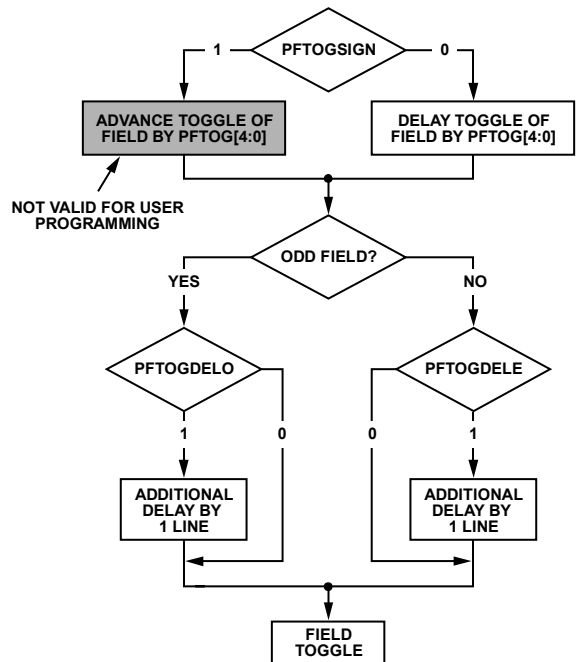 PFTOGSIGN
1
0
ADVANCE TOGGLE OF
FIELD BY PFTOG[4:0]
DELAY TOGGLE OF
FIELD BY PFTOG[4:0]
NOT VALID FOR USER
PROGRAMMING
ODD FIELD?
YES
NO
PFTOGDELO
PFTOGDELE
1
0
0
1
ADDITIONAL
DELAY BY
1 LINE
ADDITIONAL
DELAY BY
1 LINE
FIELD
TOGGLE